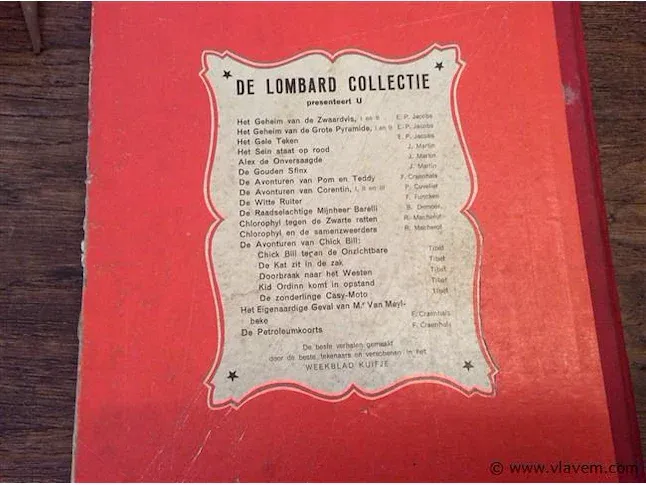 DE LOMBARD COLLECTIE
presenteert U
Het Geheim van de Zwaardvis, I en II E. P. Jacobs
Het Geheim van de Grote Pyramide, I en II E. P. Jacobs
Het Gele Teken E. P. Jacobs
Het Sein staat op rood J. Martin
Alex de Onversaagde J. Martin
De Gouden Sfinx J. Martin
De Avonturen van Pom en Teddy F. Craenhals
De Avonturen van Corentin, I, II en III P. Cuvelier
De Witte Ruiter F. Funcken
De Raadselachtige Mijnheer Barelli B. Demoor
Chlorophyl tegen de Zwarte ratten R. Macherot
Chlorophyl en de samenzweerders R. Macherot
De Avonturen van Chick Bill:
Chick Bill tegen de Onzichtbare Tibet
De Kat zit in de zak Tibet
Doorbraak naar het Westen Tibet
Kid Ordinn komt in opstand Tibet
De zonderlinge Casy-Moto Tibet
Het Eigenaardige Geval van Mr Van Meyl-
beke F. Craenhals
De Petroleumkoorts F. Craenhals
De beste verhalen gemaakt
door de beste tekenaars en verschenen in het
WEEKBLAD KUIFJE
© www.vlavem.com